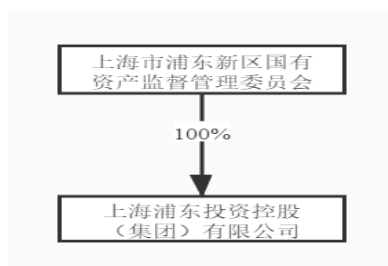 上海市浦东新区国有
资产监督管理委员会
100%
上海浦东投资控股
（集团）有限公司